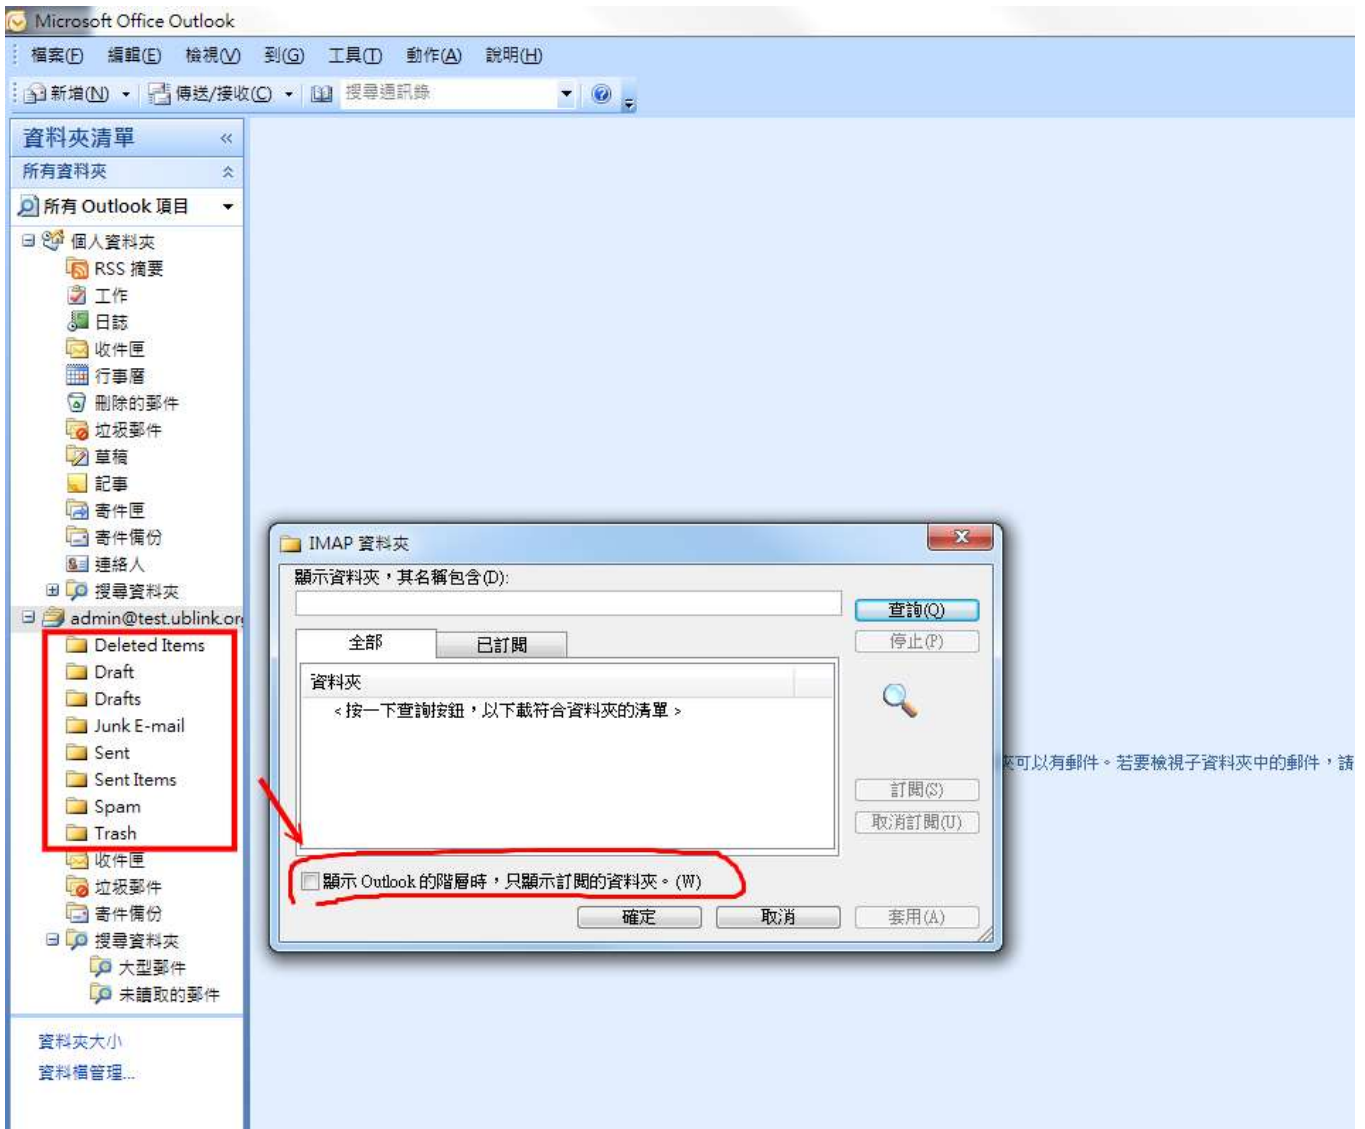 Microsoft Office Outlook
檔案(F) 編輯(E) 檢視(V) 到(G) 工具(T) 動作(A) 說明(H)
新增(N) 傳送/接收(C) 搜尋通訊錄
資料夾清單
所有資料夾
所有 Outlook 項目
個人資料夾
RSS 摘要
工作
日誌
收件匣
行事曆
刪除的郵件
垃圾郵件
草稿
記事
寄件匣
寄件備份
連絡人
搜尋資料夾
admin@test.ublink.org
Deleted Items
Draft
Drafts
Junk E-mail
Sent
Sent Items
Spam
Trash
收件匣
垃圾郵件
寄件備份
搜尋資料夾
大型郵件
未讀取的郵件
資料夾大小
資料檔管理...
IMAP 資料夾
顯示資料夾，其名稱包含(D):
查詢(Q)
停止(P)
全部 已訂閱
資料夾
<按一下查詢按鈕，以下載符合資料夾的清單>
訂閱(S)
取消訂閱(U)
顯示 Outlook 的階層時，只顯示訂閱的資料夾。(W)
確定 取消 套用(A)
夾可以有郵件。若要檢視子資料夾中的郵件，請